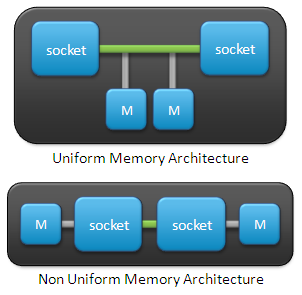 socket socket
M M
Uniform Memory Architecture
M socket socket M
Non Uniform Memory Architecture